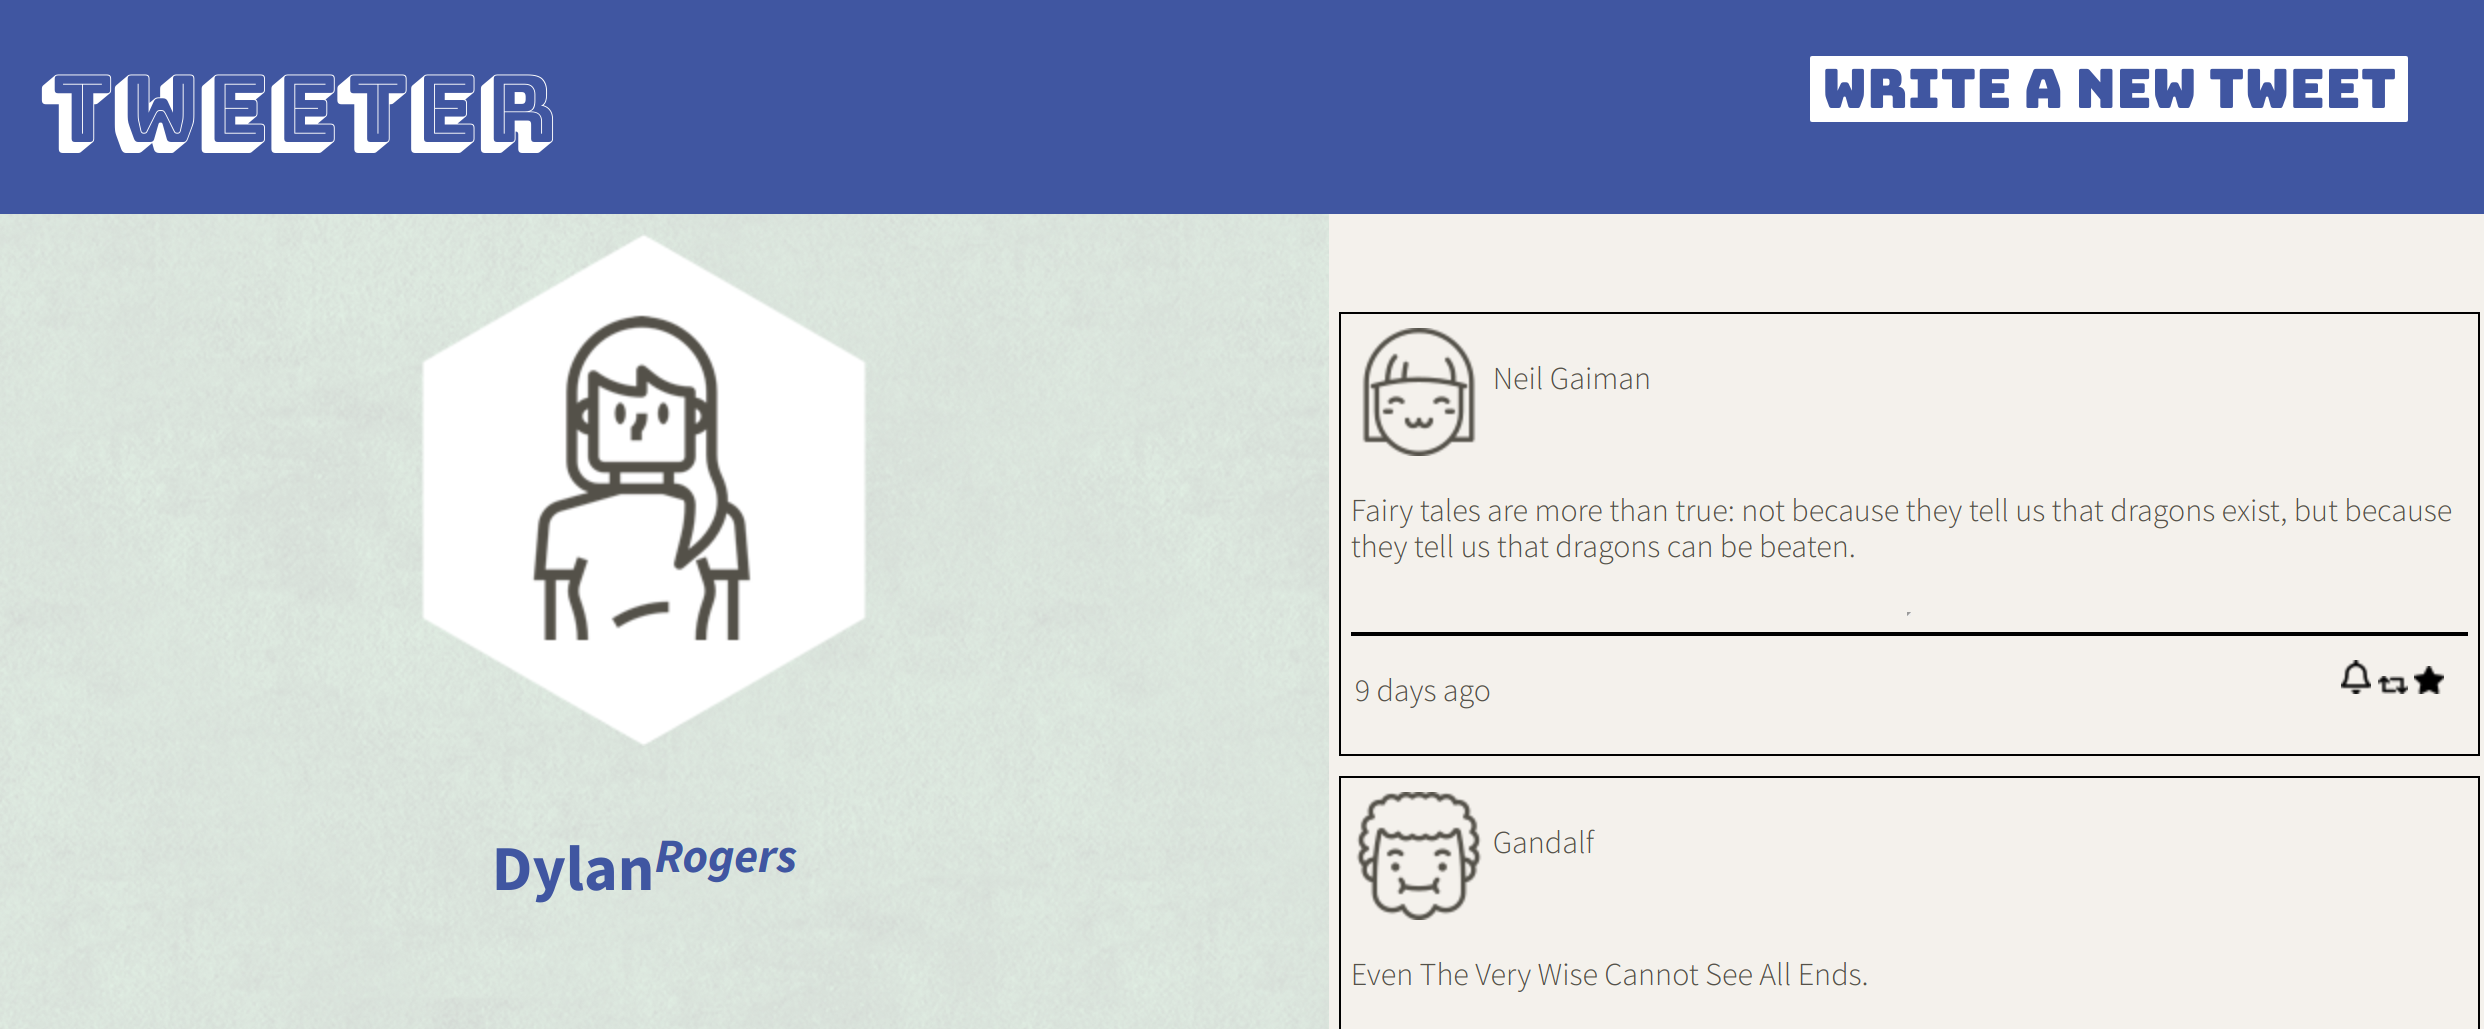 TWEETER
WRITE A NEW TWEET
Neil Gaiman
Fairy tales are more than true: not because they tell us that dragons exist, but because
they tell us that dragons can be beaten.
9 days ago
DylanRogers
Gandalf
Even The Very Wise Cannot See All Ends.